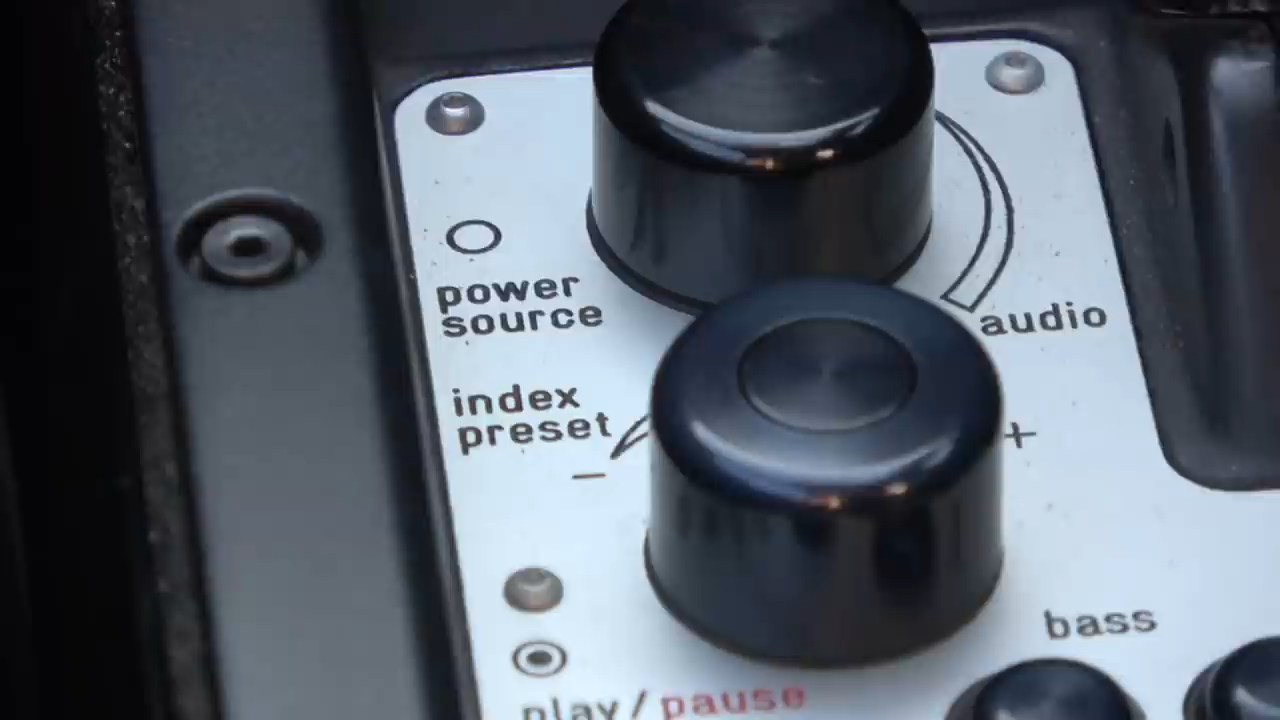 power
source
audio
index
preset
− +
bass
play/pause